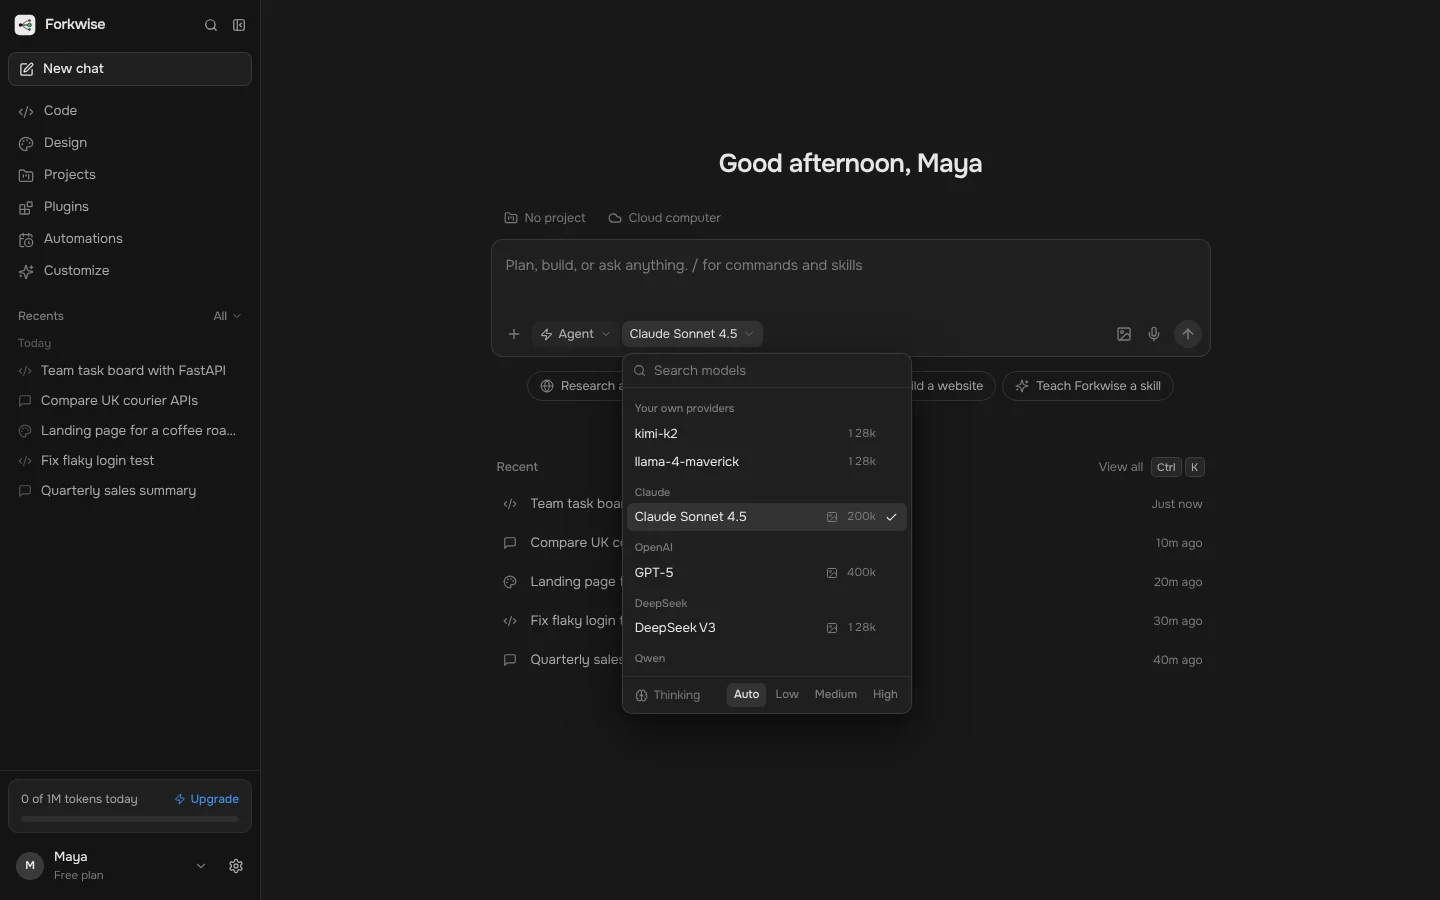 Forkwise
New chat
Code
Design
Projects
Plugins
Automations
Customize
Recents
All
Today
Team task board with FastAPI
Compare UK courier APIs
Landing page for a coffee roa...
Fix flaky login test
Quarterly sales summary
0 of 1M tokens today
Upgrade
M
Maya
Free plan
Good afternoon, Maya
No project
Cloud computer
Plan, build, or ask anything. / for commands and skills
Agent
Claude Sonnet 4.5
Research
a website
Teach Forkwise a skill
Search models
Your own providers
kimi-k2 128k
llama-4-maverick 128k
Claude
Claude Sonnet 4.5 200k
OpenAI
GPT-5 400k
DeepSeek
DeepSeek V3 128k
Qwen
Thinking Auto Low Medium High
Recent
View all Ctrl K
Team task Just now
Compare UK 10m ago
Landing page 20m ago
Fix flaky login 30m ago
Quarterly sales 40m ago